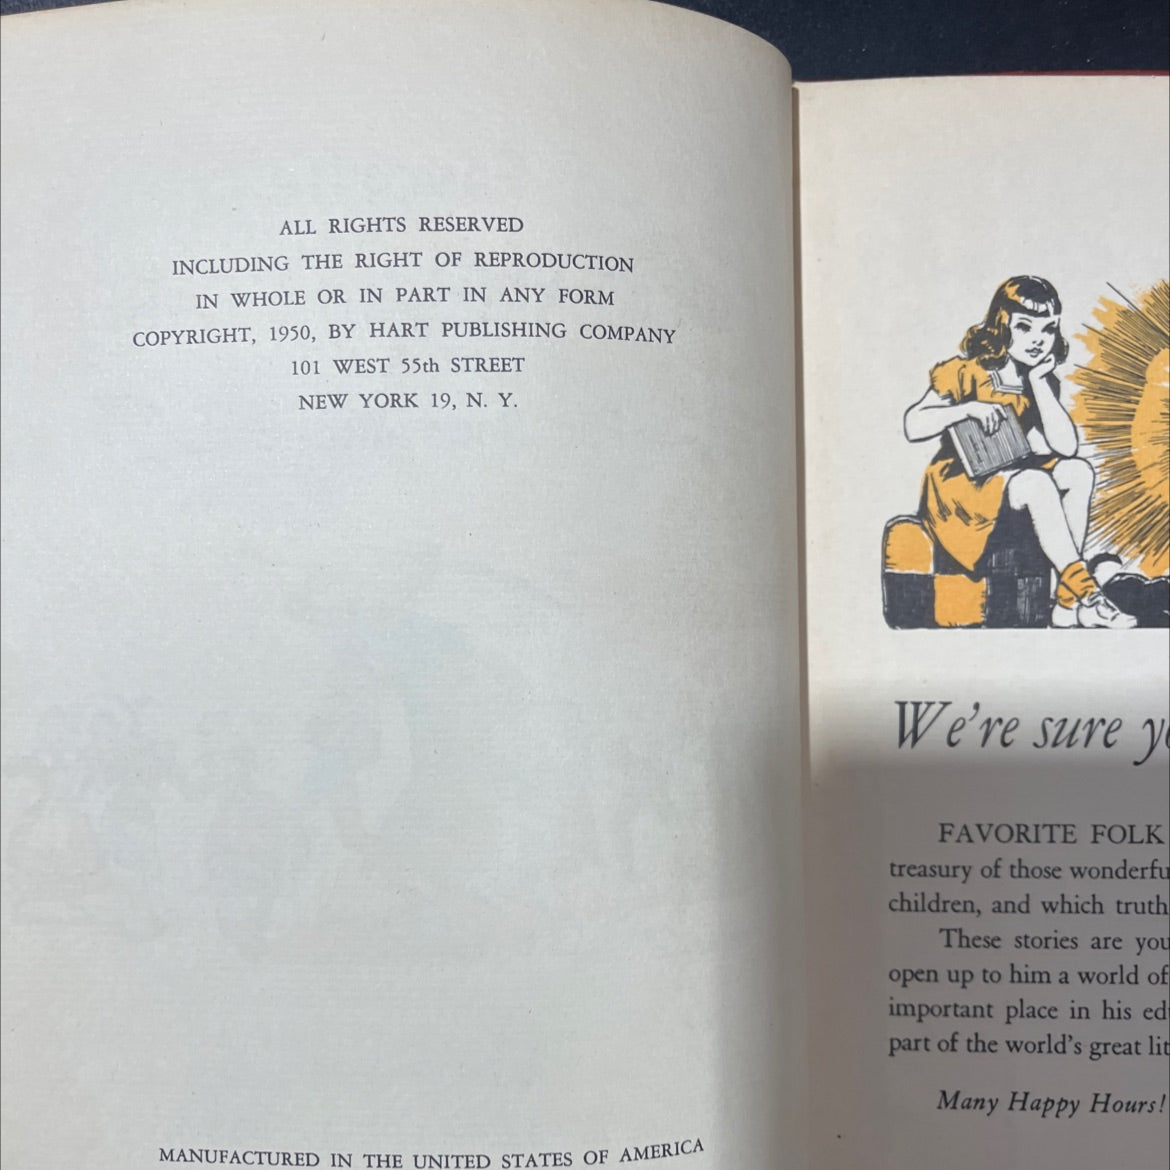 ALL RIGHTS RESERVED
INCLUDING THE RIGHT OF REPRODUCTION
IN WHOLE OR IN PART IN ANY FORM
COPYRIGHT, 1950, BY HART PUBLISHING COMPANY
101 WEST 55th STREET
NEW YORK 19, N. Y.
MANUFACTURED IN THE UNITED STATES OF AMERICA
We're sure
FAVORITE FOLK
treasury of those wonderfu
children, and which truth
These stories are you
open up to him a world of
important place in his ed
part of the world's great lit
Many Happy Hours!